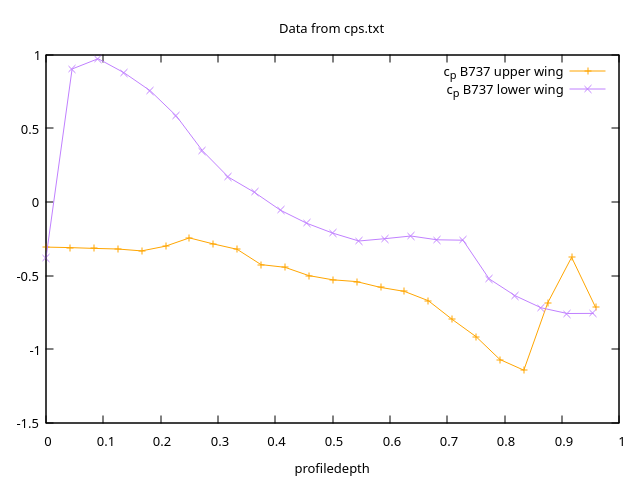 Data from cps.txt
c_p B737 upper wing
c_p B737 lower wing
1
0.5
0
-0.5
-1
-1.5
0 0.1 0.2 0.3 0.4 0.5 0.6 0.7 0.8 0.9 1
profiledepth